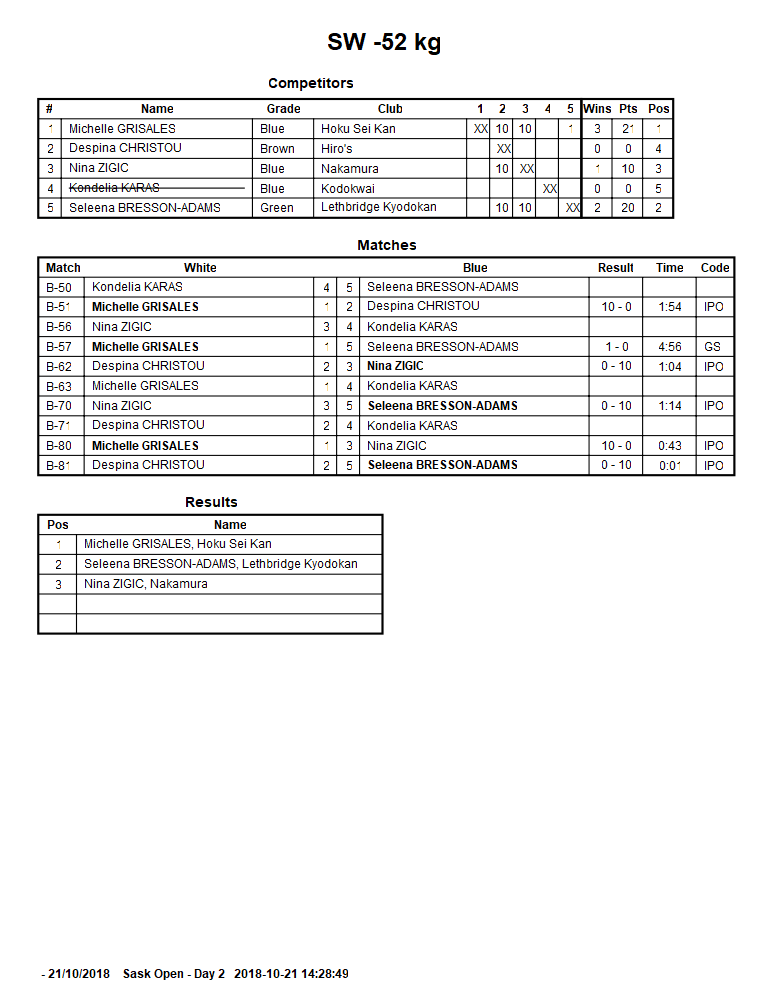 SW -52 kg
Competitors
# Name Grade Club 1 2 3 4 5 Wins Pts Pos
1 Michelle GRISALES Blue Hoku Sei Kan XX 10 10 1 3 21 1
2 Despina CHRISTOU Brown Hiro's XX 0 0 4
3 Nina ZIGIC Blue Nakamura 10 XX 1 10 3
4 Kondelia KARAS Blue Kodokwai XX 0 0 5
5 Seleena BRESSON-ADAMS Green Lethbridge Kyodokan 10 10 XX 2 20 2
Matches
Match White Blue Result Time Code
B-50 Kondelia KARAS 4 5 Seleena BRESSON-ADAMS
B-51 Michelle GRISALES 1 2 Despina CHRISTOU 10 - 0 1:54 IPO
B-56 Nina ZIGIC 3 4 Kondelia KARAS
B-57 Michelle GRISALES 1 5 Seleena BRESSON-ADAMS 1 - 0 4:56 GS
B-62 Despina CHRISTOU 2 3 Nina ZIGIC 0 - 10 1:04 IPO
B-63 Michelle GRISALES 1 4 Kondelia KARAS
B-70 Nina ZIGIC 3 5 Seleena BRESSON-ADAMS 0 - 10 1:14 IPO
B-71 Despina CHRISTOU 2 4 Kondelia KARAS
B-80 Michelle GRISALES 1 3 Nina ZIGIC 10 - 0 0:43 IPO
B-81 Despina CHRISTOU 2 5 Seleena BRESSON-ADAMS 0 - 10 0:01 IPO
Results
Pos Name
1 Michelle GRISALES, Hoku Sei Kan
2 Seleena BRESSON-ADAMS, Lethbridge Kyodokan
3 Nina ZIGIC, Nakamura
- 21/10/2018 Sask Open - Day 2 2018-10-21 14:28:49